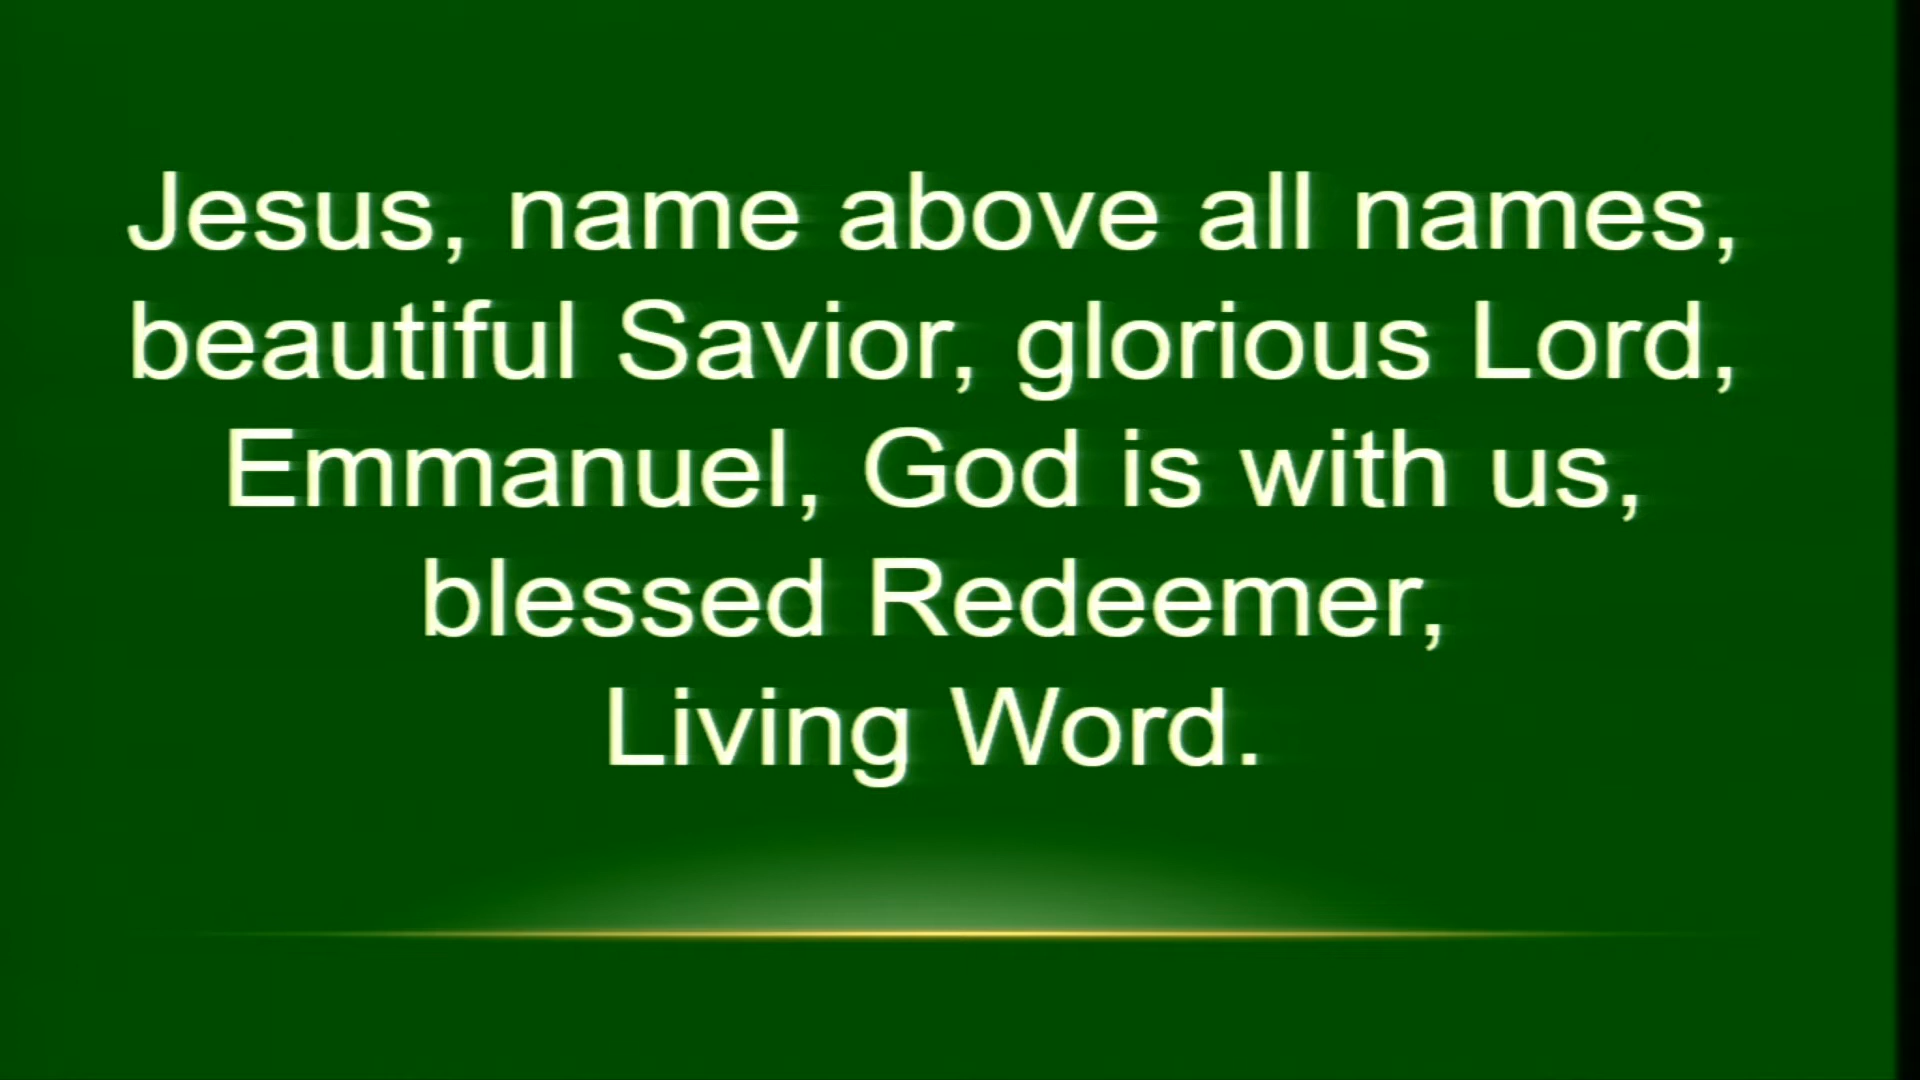 Jesus, name above all names,
beautiful Savior, glorious Lord,
Emmanuel, God is with us,
blessed Redeemer,
Living Word.